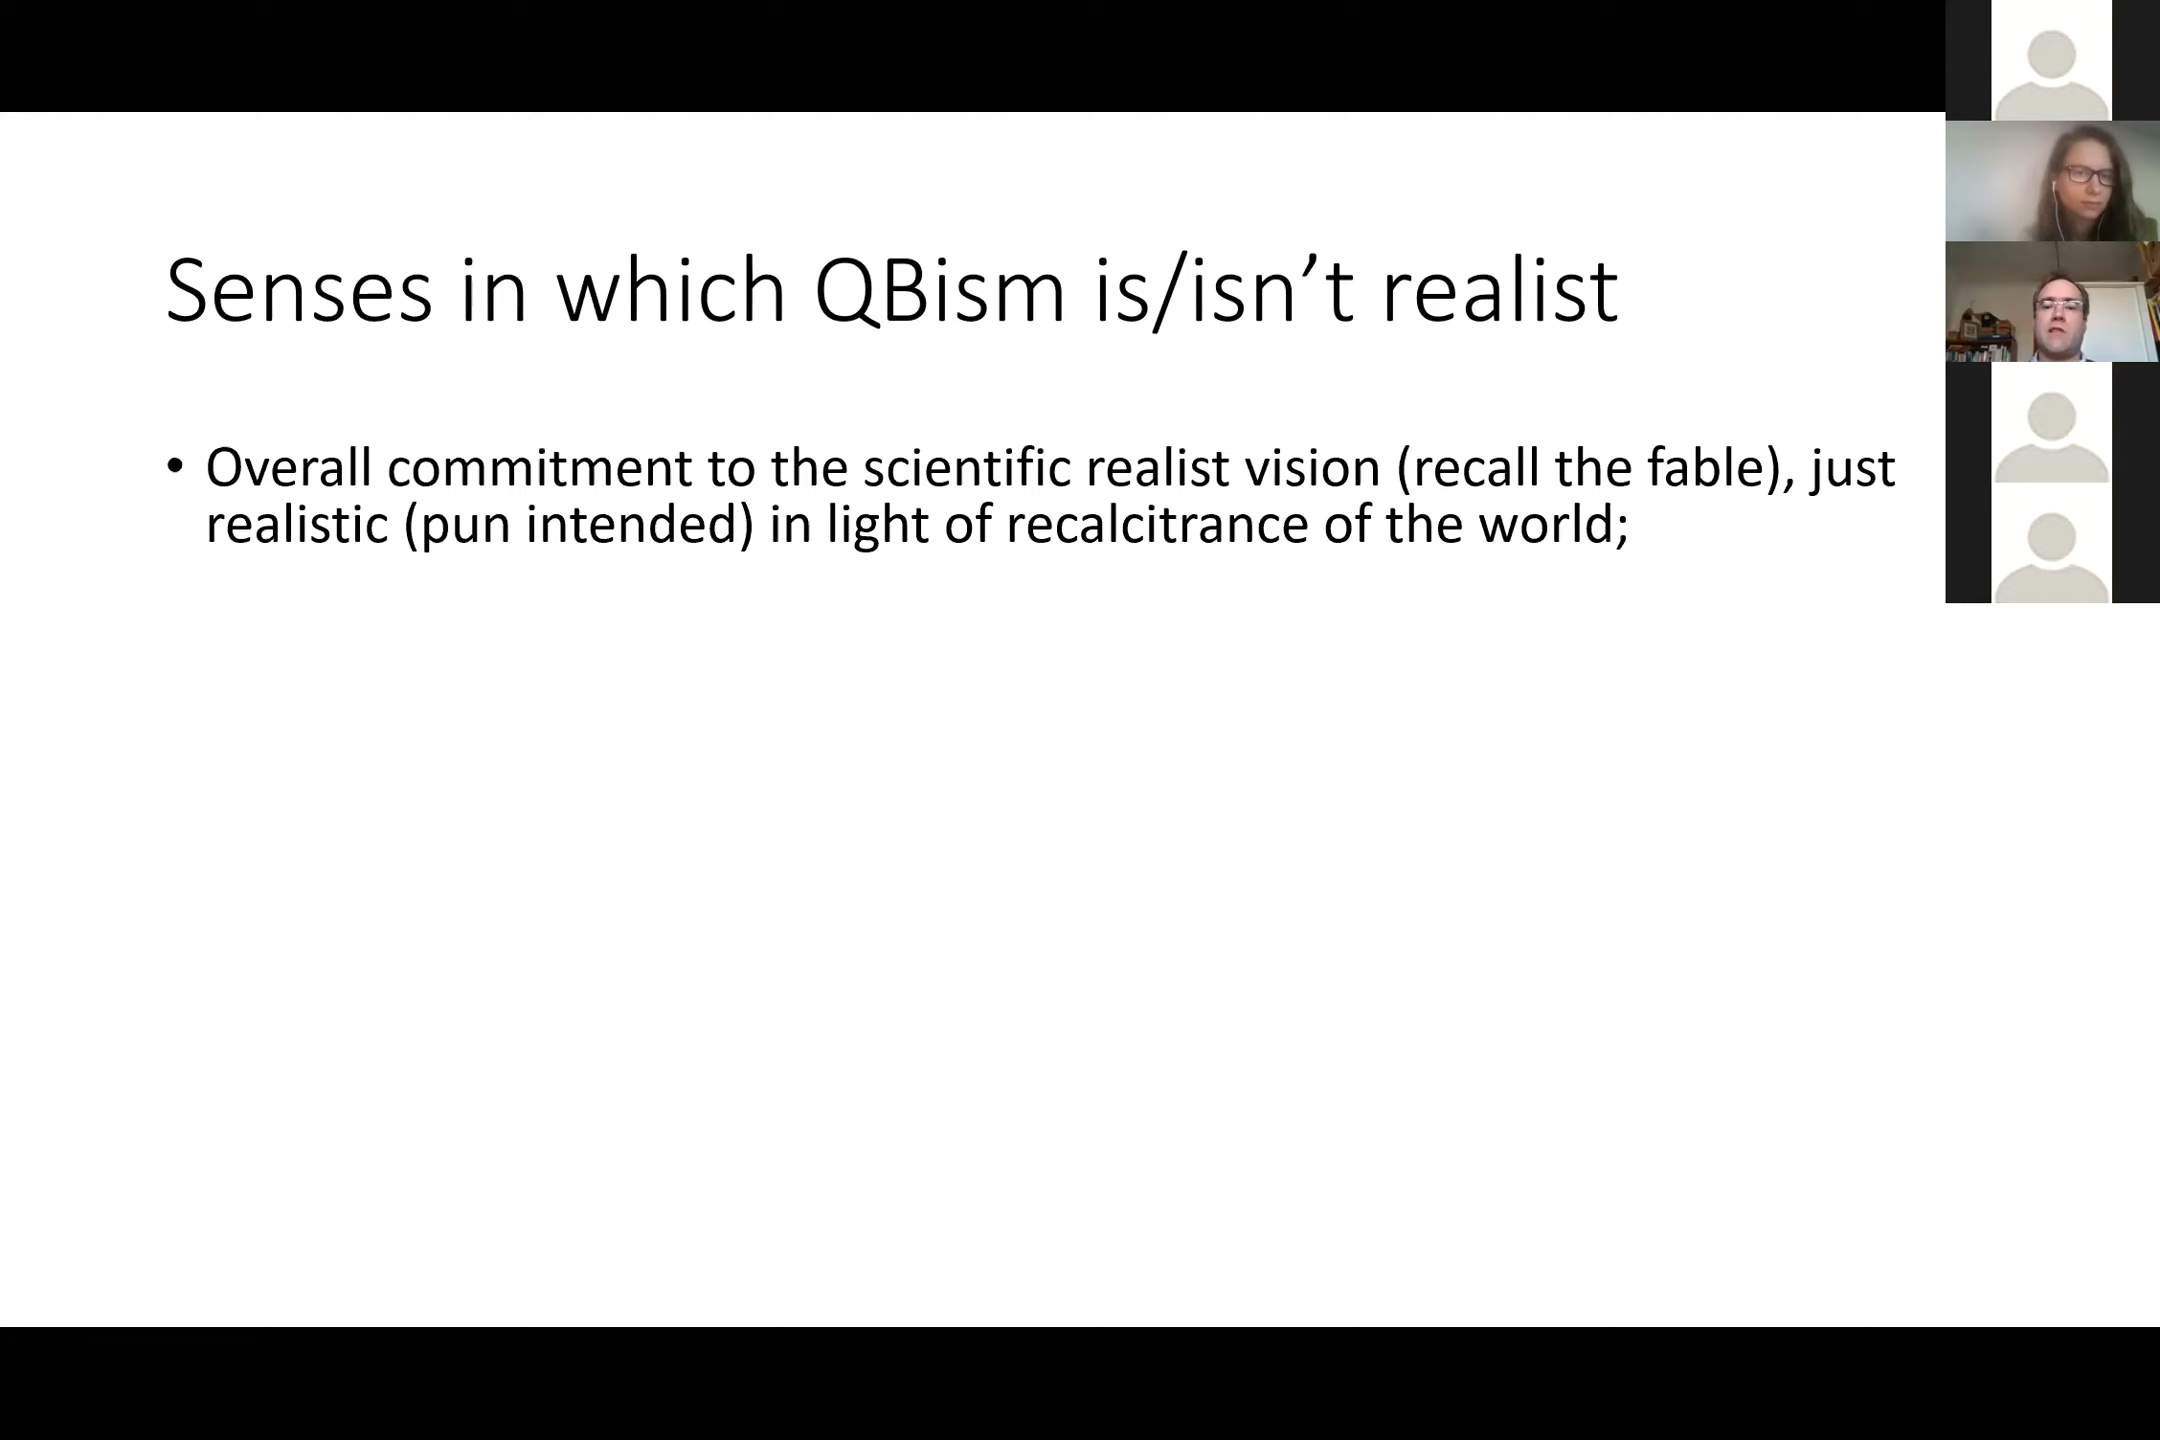 Senses in which QBism is/isn’t realist
• Overall commitment to the scientific realist vision (recall the fable), just
realistic (pun intended) in light of recalcitrance of the world;